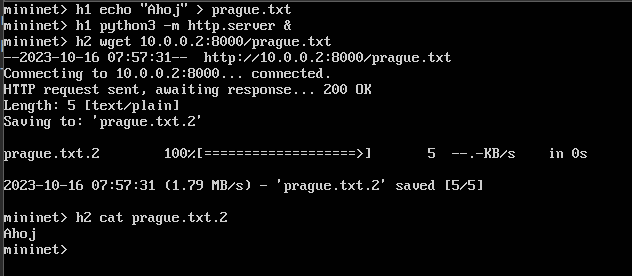 mininet> h1 echo "Ahoj" > prague.txt
mininet> h1 python3 -m http.server &
mininet> h2 wget 10.0.0.2:8000/prague.txt
--2023-10-16 07:57:31--  http://10.0.0.2:8000/prague.txt
Connecting to 10.0.0.2:8000... connected.
HTTP request sent, awaiting response... 200 OK
Length: 5 [text/plain]
Saving to: 'prague.txt.2'
prague.txt.2        100%[===================>]       5  --.-KB/s    in 0s
2023-10-16 07:57:31 (1.79 MB/s) - 'prague.txt.2' saved [5/5]
mininet> h2 cat prague.txt.2
Ahoj
mininet>